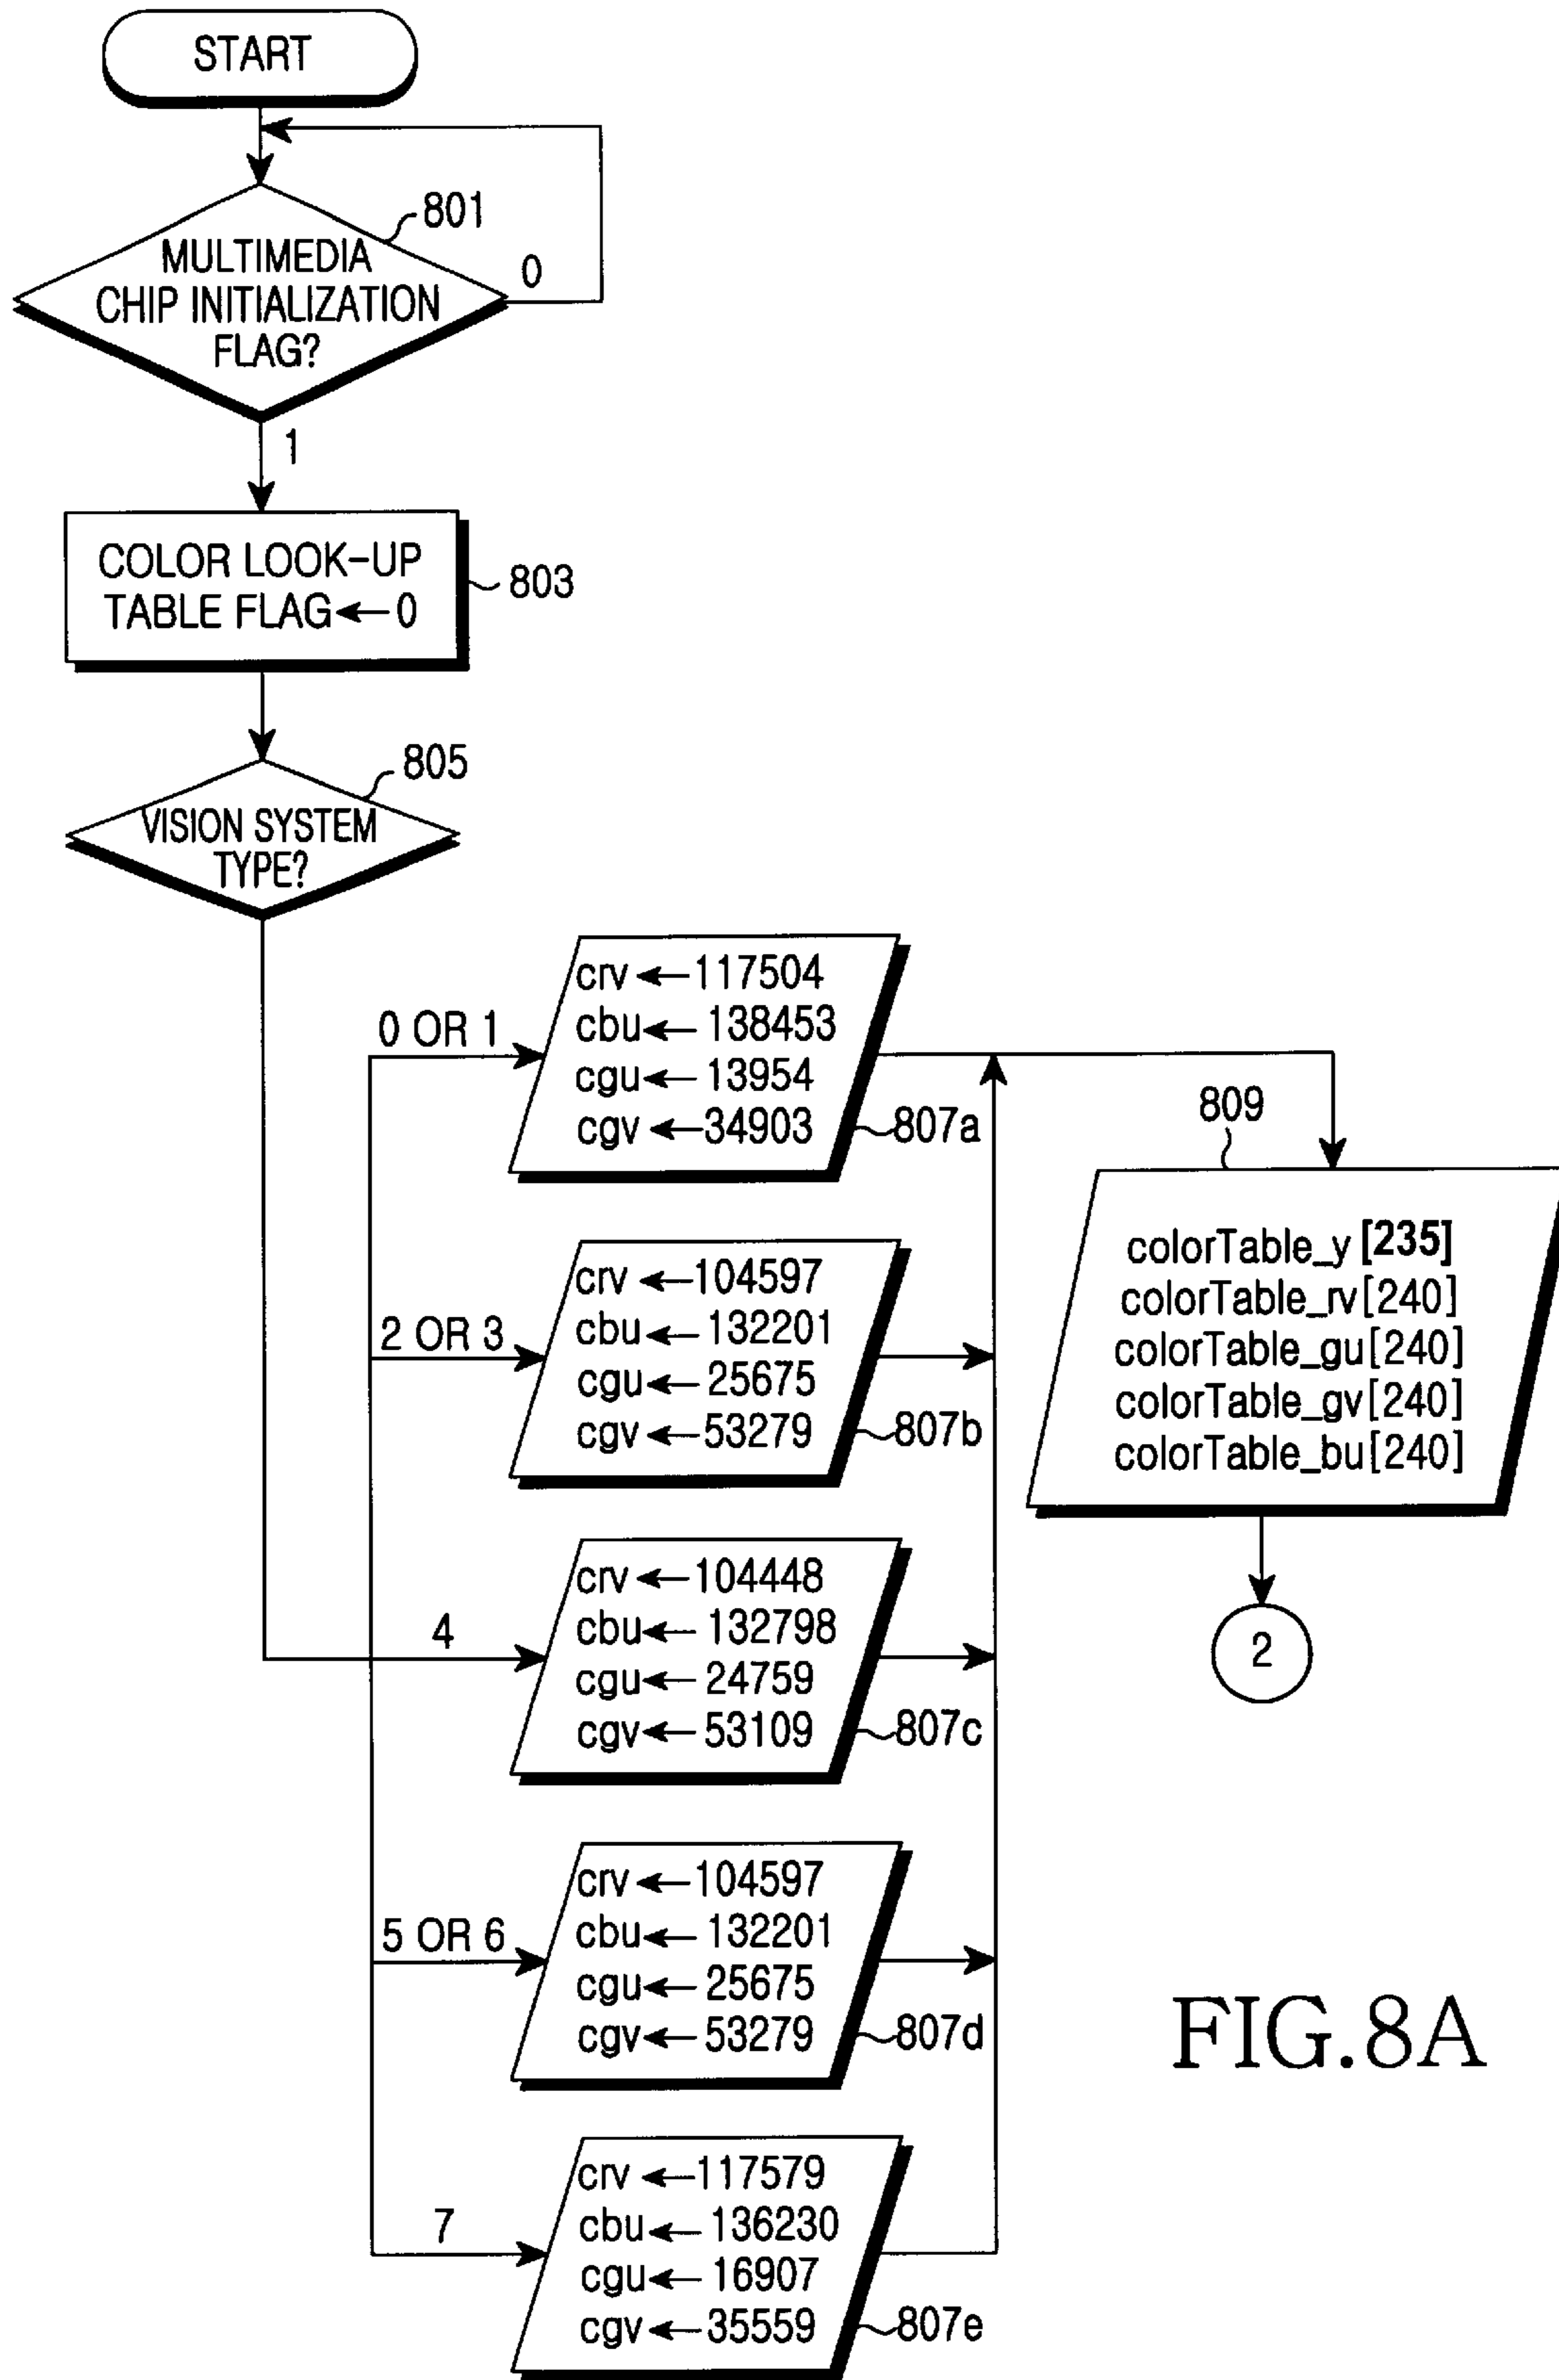 START
801
MULTIMEDIA
CHIP INITIALIZATION
FLAG?
0
1
COLOR LOOK-UP
TABLE FLAG←0
803
805
VISION SYSTEM
TYPE?
0 OR 1
crv←117504
cbu←138453
cgu←13954
cgv←34903
807a
2 OR 3
crv←104597
cbu←132201
cgu←25675
cgv←53279
807b
4
crv←104448
cbu←132798
cgu←24759
cgv←53109
807c
5 OR 6
crv←104597
cbu←132201
cgu←25675
cgv←53279
807d
7
crv←117579
cbu←136230
cgu←16907
cgv←35559
807e
809
colorTable_y[235]
colorTable_rv[240]
colorTable_gu[240]
colorTable_gv[240]
colorTable_bu[240]
2
FIG.8A